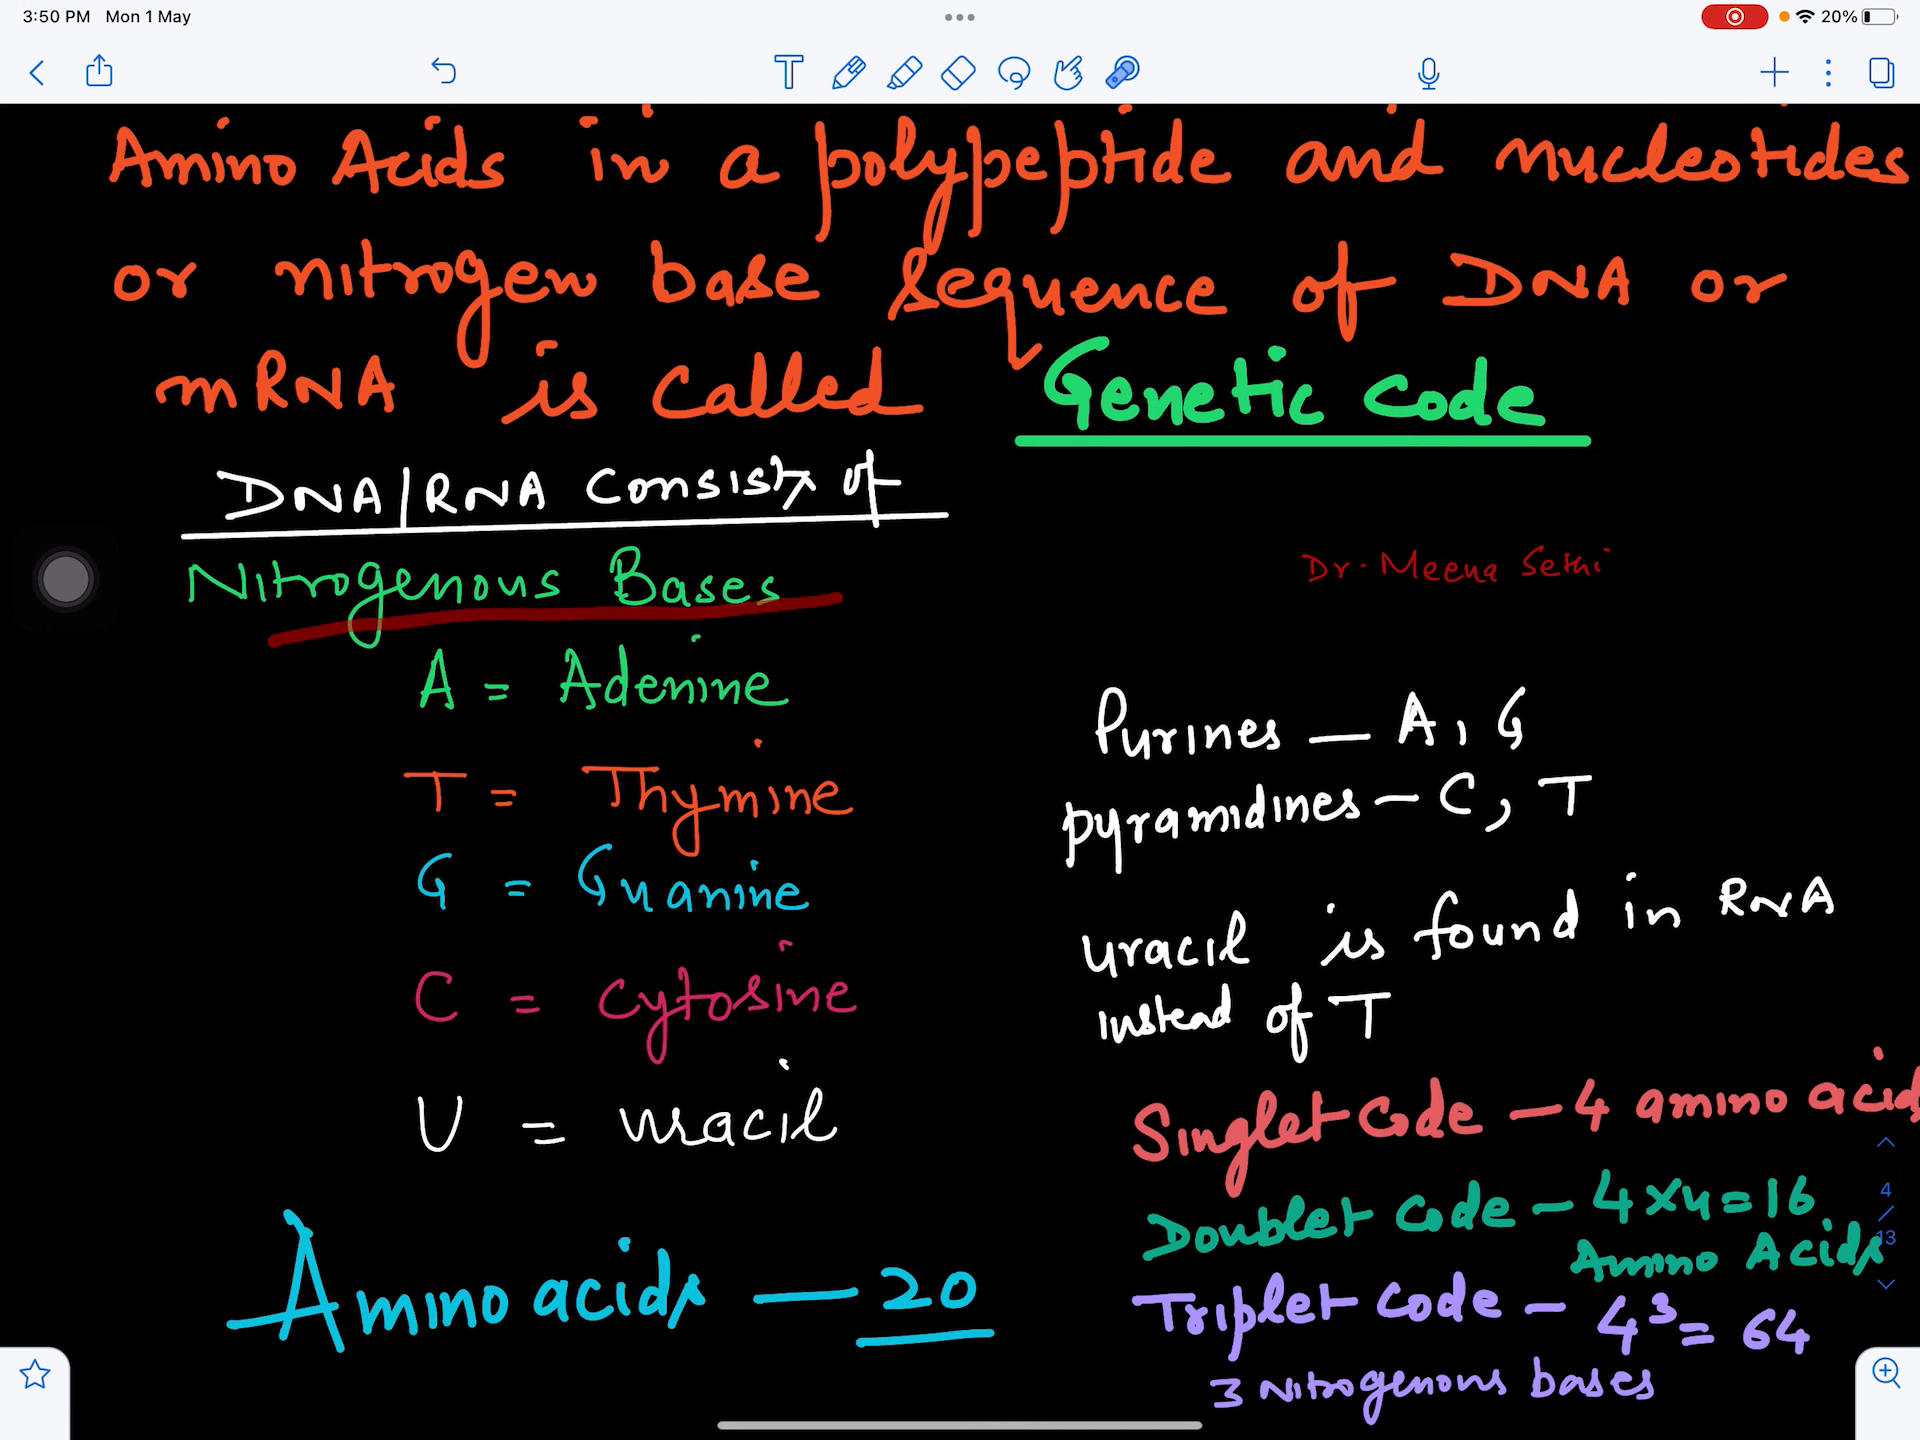 3:50 PM Mon 1 May
20%
Amino Acids in a polypeptide and nucleotides
or nitrogen base sequence of DNA or
mRNA is called Genetic code
DNA/RNA consists of
Nitrogenous Bases
Dr. Meena Sethi
A = Adenine
T = Thymine
G = Guanine
C = Cytosine
U = uracil
Amino acids — 20
Purines — A, G
pyramidines — C, T
uracil is found in RNA
instead of T
Singlet Code — 4 amino acid
Doublet Code — 4x4=16
Amino Acids
Triplet Code — 4³ = 64
3 Nitrogenous bases
4
/
13